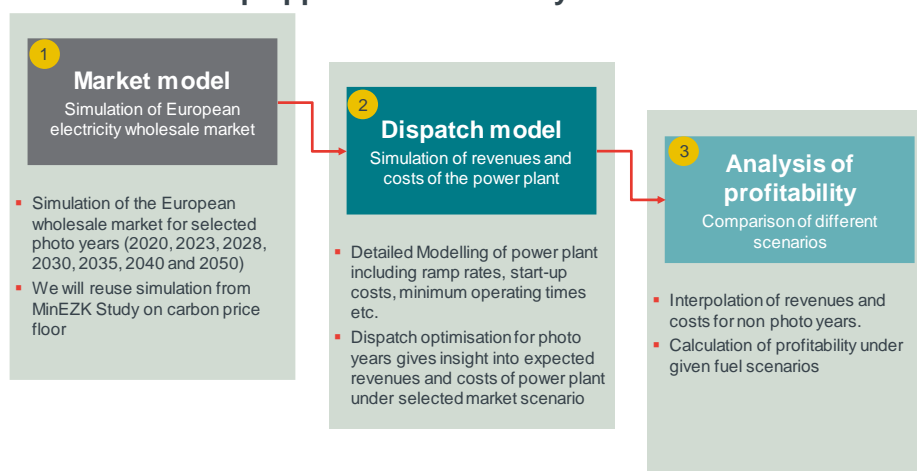 1
Market model
Simulation of European
electricity wholesale market
▪ Simulation of the European
wholesale market for selected
photo years (2020, 2023, 2028,
2030, 2035, 2040 and 2050)
▪ We will reuse simulation from
MinEZK Study on carbon price
floor
2
Dispatch model
Simulation of revenues and
costs of the power plant
▪ Detailed Modelling of power plant
including ramp rates, start-up
costs, minimum operating times
etc.
▪ Dispatch optimisation for photo
years gives insight into expected
revenues and costs of power plant
under selected market scenario
3
Analysis of
profitability
Comparison of different
scenarios
▪ Interpolation of revenues and
costs for non photo years.
▪ Calculation of profitability under
given fuel scenarios